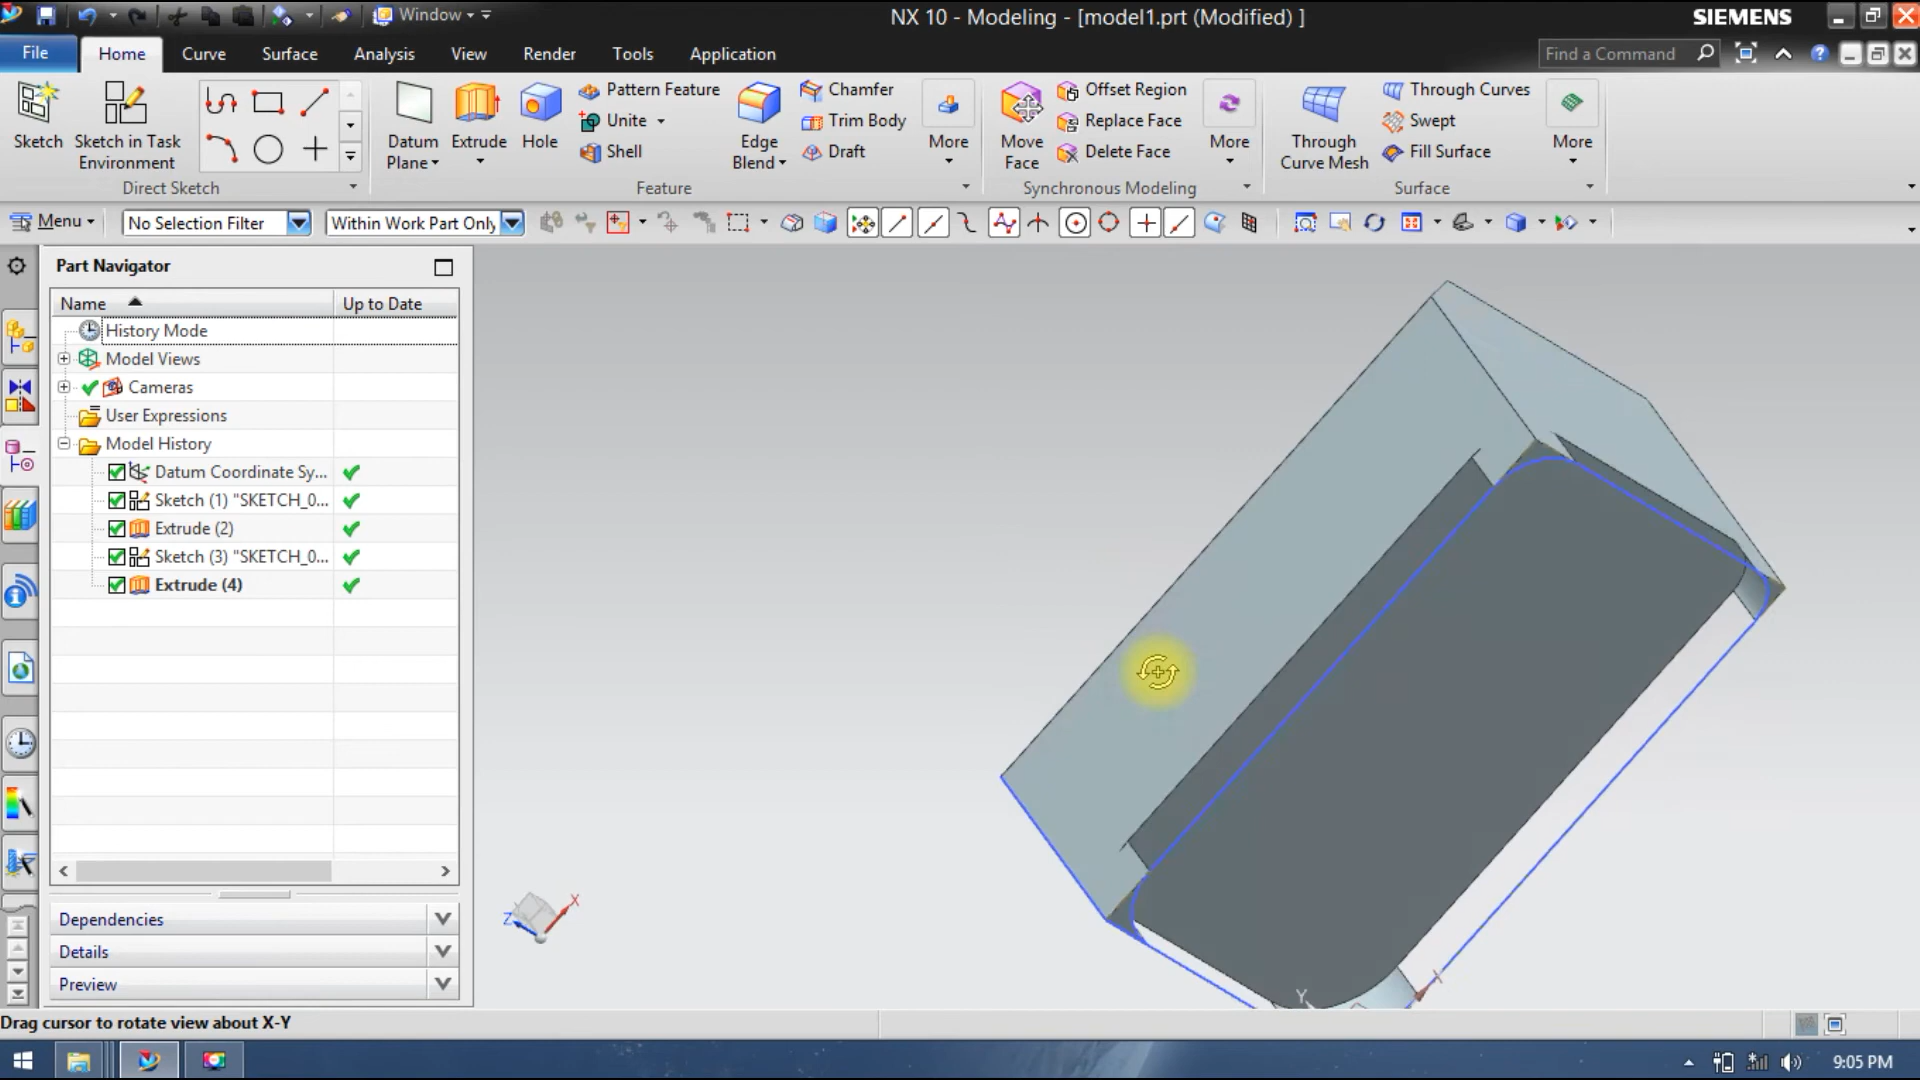 Window
NX 10 - Modeling - [model1.prt (Modified) ]
SIEMENS
File
Home
Curve
Surface
Analysis
View
Render
Tools
Application
Find a Command
Sketch
Sketch in Task
Environment
Direct Sketch
Datum
Plane
Extrude
Hole
Pattern Feature
Unite
Shell
Edge
Blend
Chamfer
Trim Body
Draft
More
Feature
Move
Face
Offset Region
Replace Face
Delete Face
More
Synchronous Modeling
Through
Curve Mesh
Through Curves
Swept
Fill Surface
More
Surface
Menu
No Selection Filter
Within Work Part Only
Part Navigator
Name
Up to Date
History Mode
Model Views
Cameras
User Expressions
Model History
Datum Coordinate Sy...
Sketch (1) "SKETCH_0...
Extrude (2)
Sketch (3) "SKETCH_0...
Extrude (4)
Dependencies
Details
Preview
Z
X
Y
X
Drag cursor to rotate view about X-Y
9:05 PM